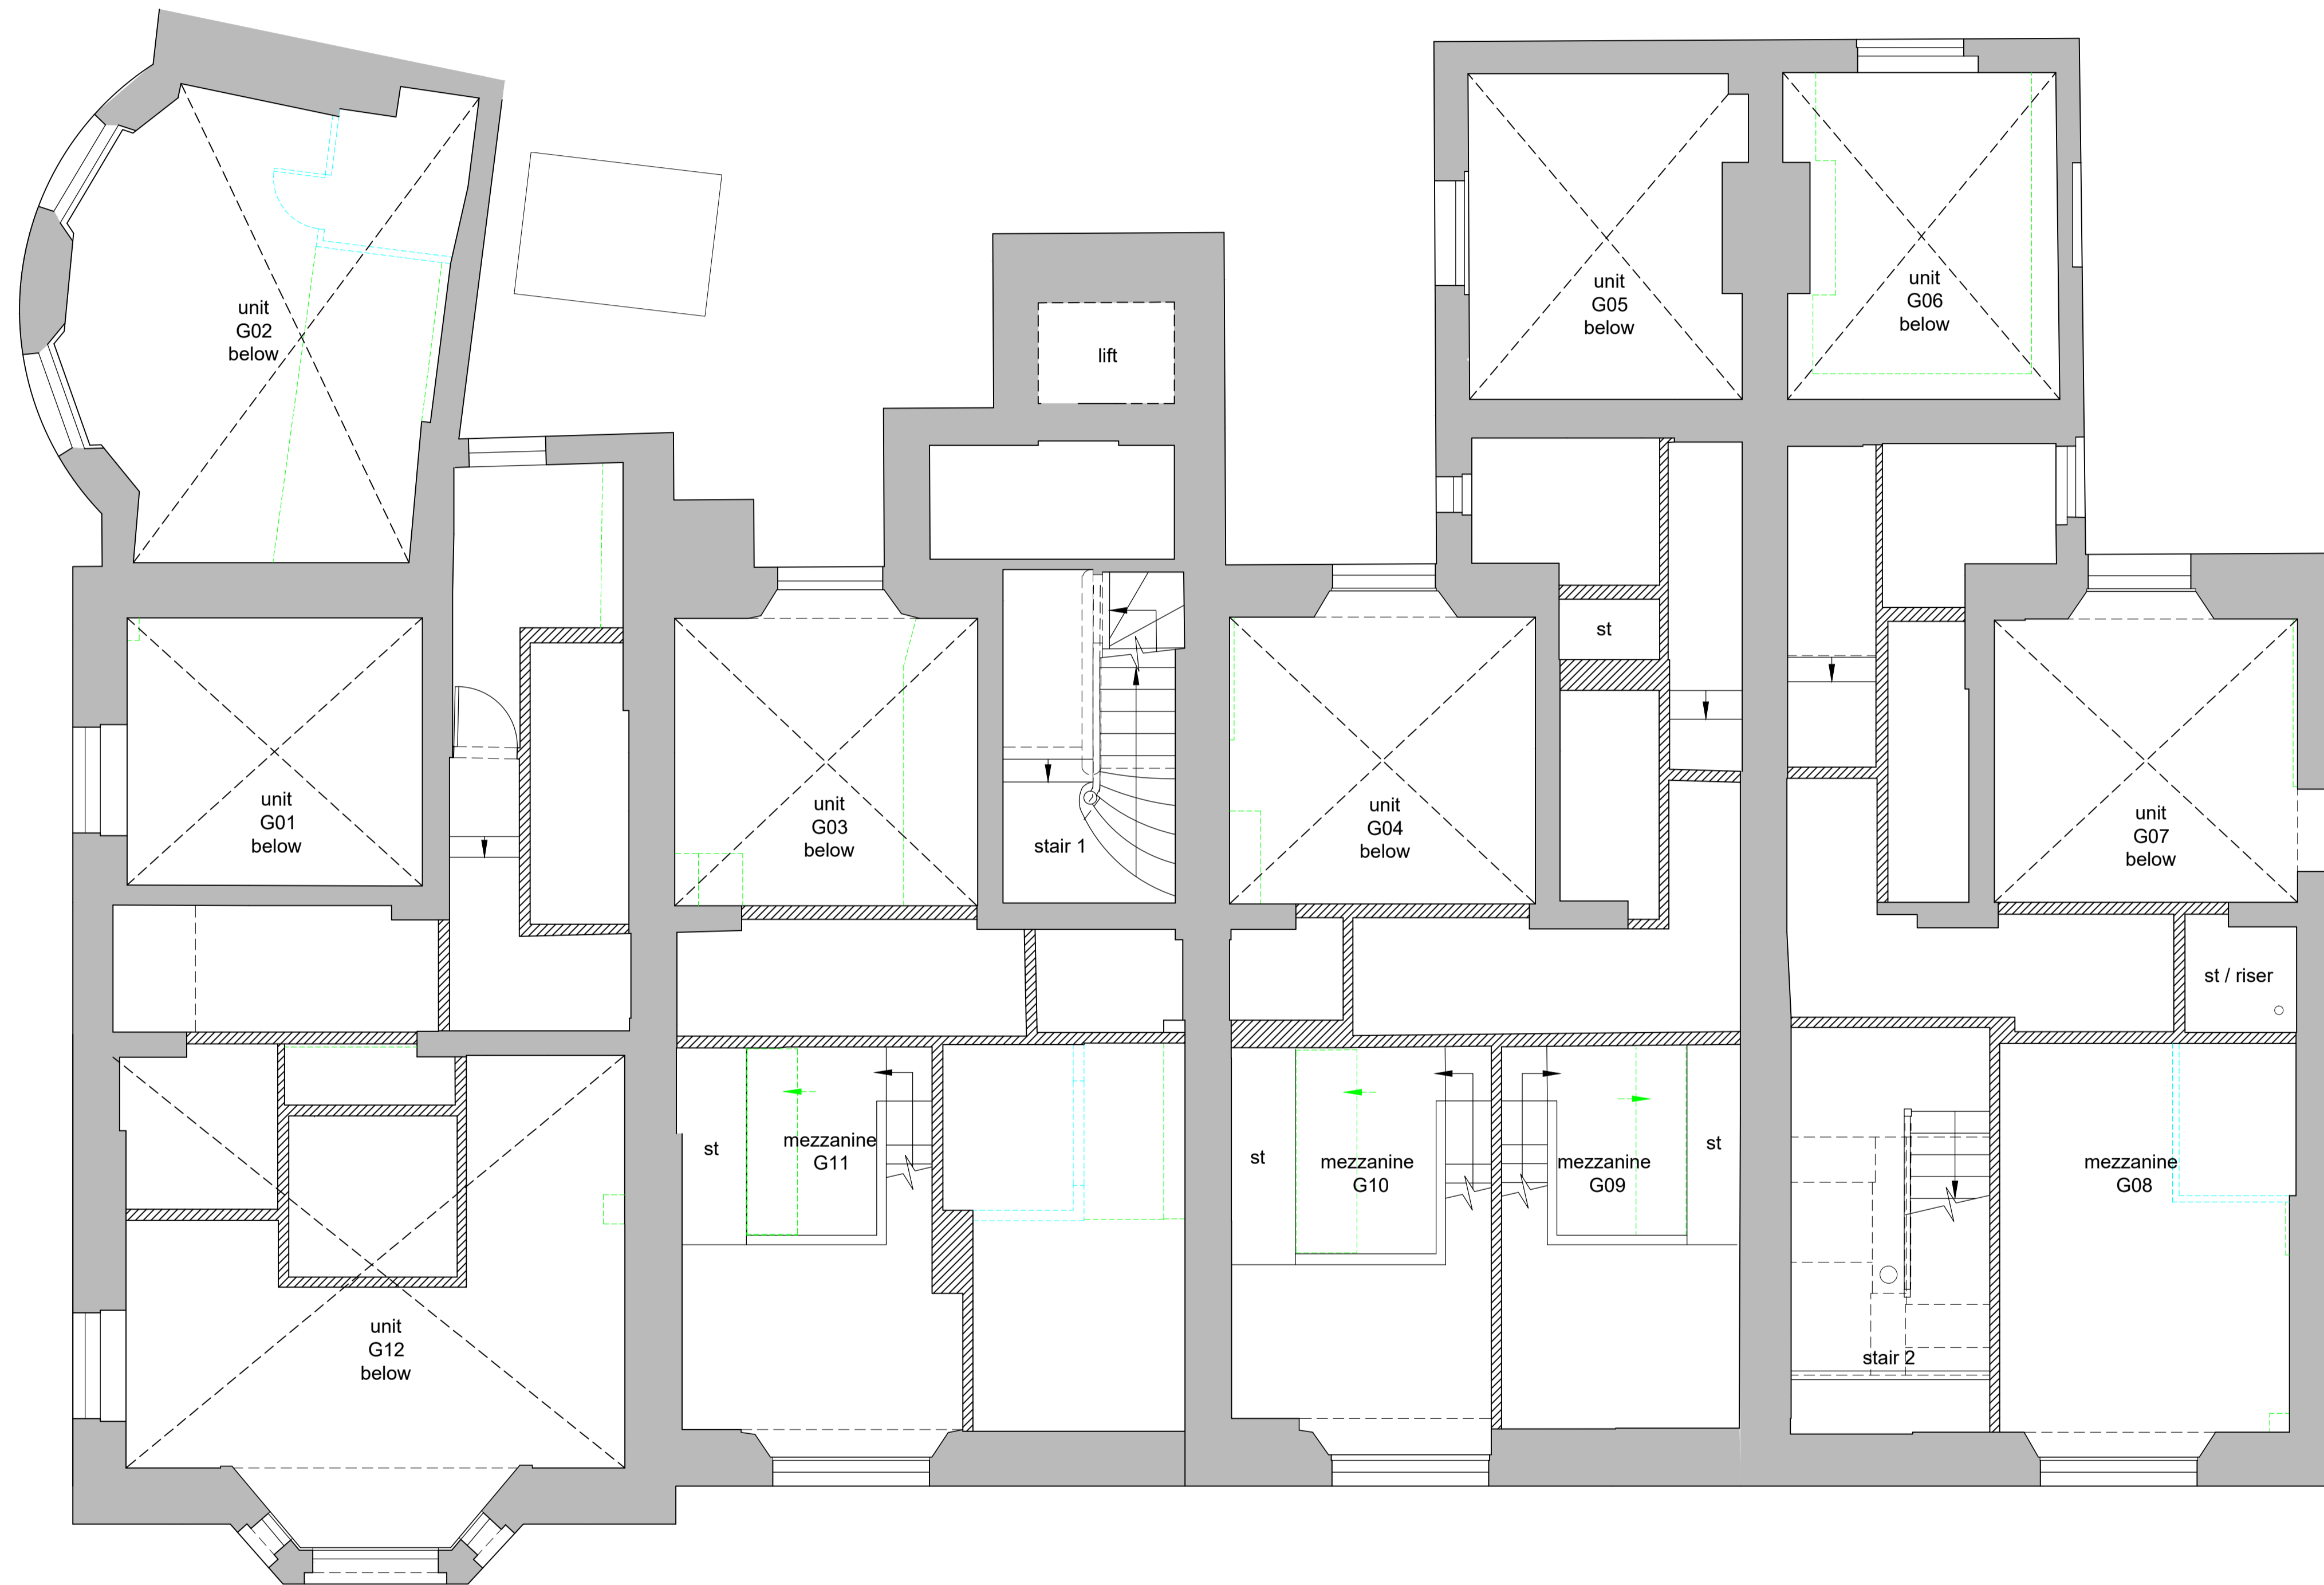 unit
G02
below
lift
unit
G05
below
unit
G06
below
st
unit
G01
below
unit
G03
below
stair 1
unit
G04
below
unit
G07
below
st / riser
st
mezzanine
G11
st
mezzanine
G10
mezzanine
G09
st
mezzanine
G08
unit
G12
below
stair 2